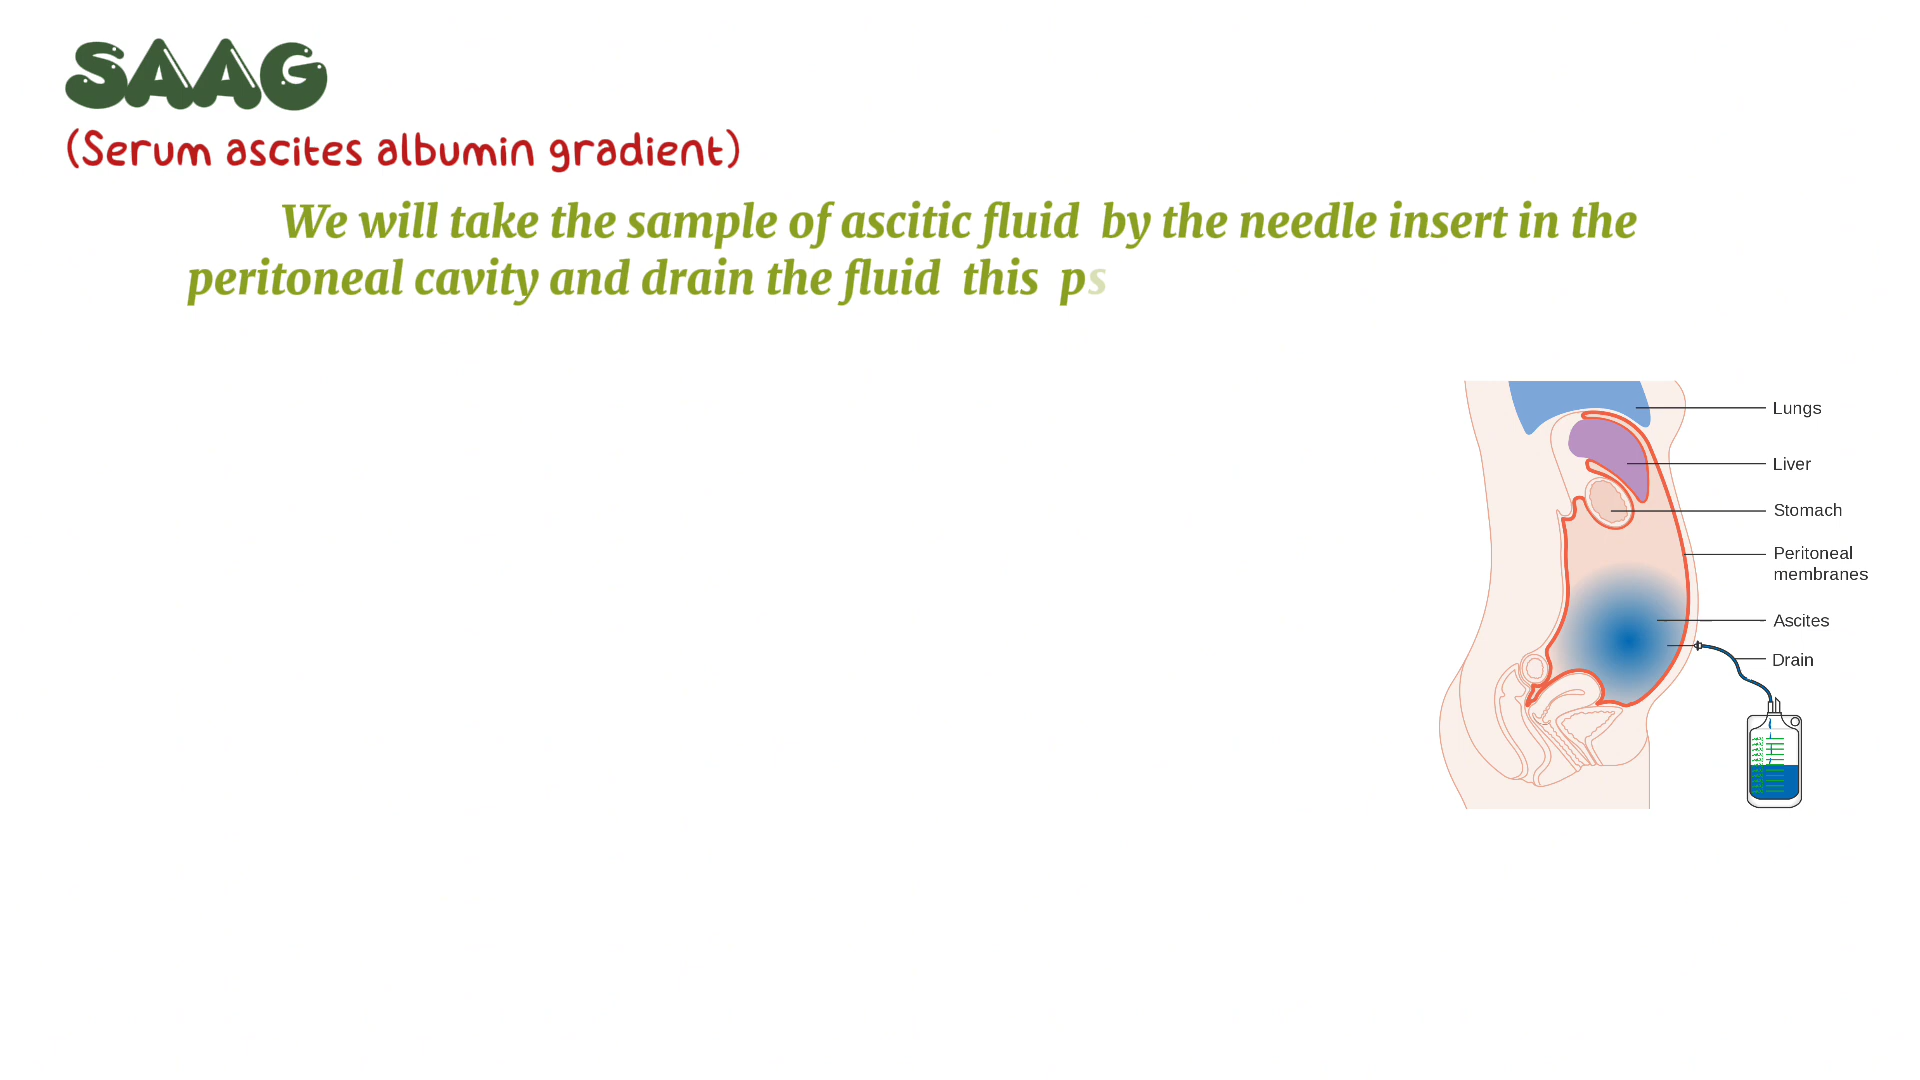 SAAG
(Serum ascites albumin gradient)
We will take the sample of ascitic fluid by the needle insert in the
peritoneal cavity and drain the fluid this ps
Lungs
Liver
Stomach
Peritoneal
membranes
Ascites
Drain